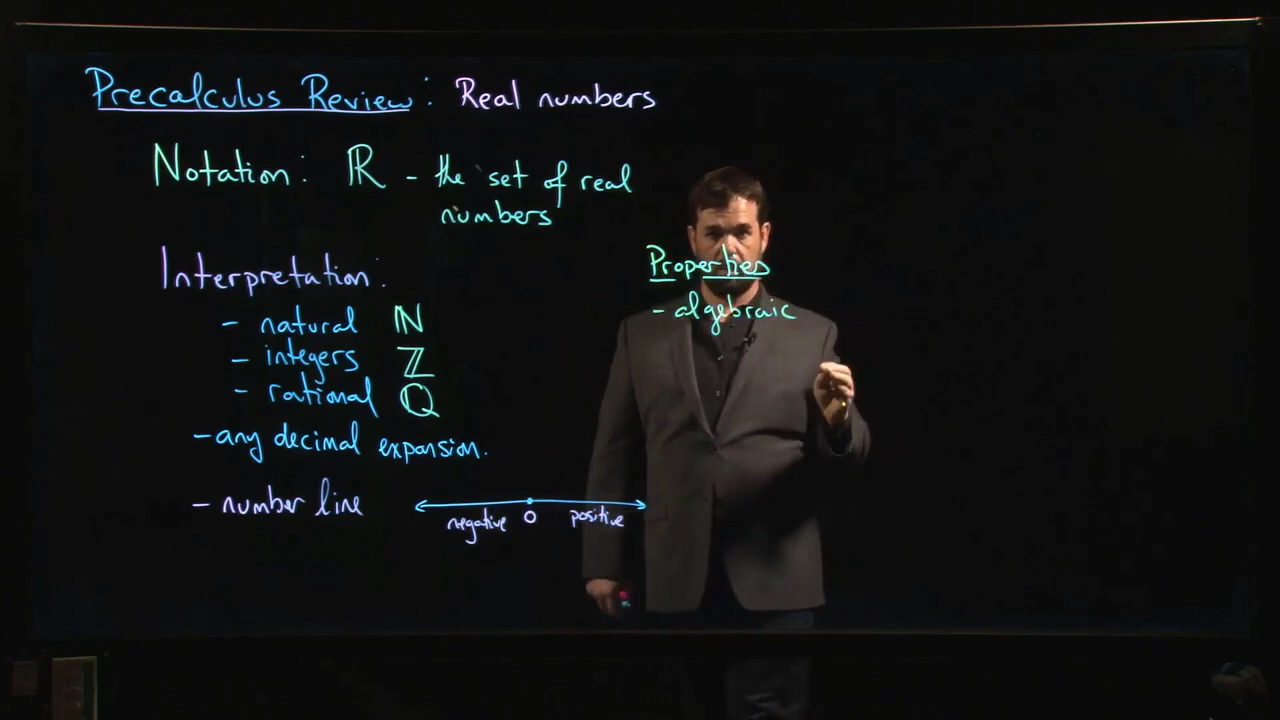 Precalculus Review: Real numbers
Notation: ℝ - the set of real
numbers
Interpretation:
- natural ℕ
- integers ℤ
- rational ℚ
- any decimal expansion.
- number line
negative 0 positive
Properties
- algebraic